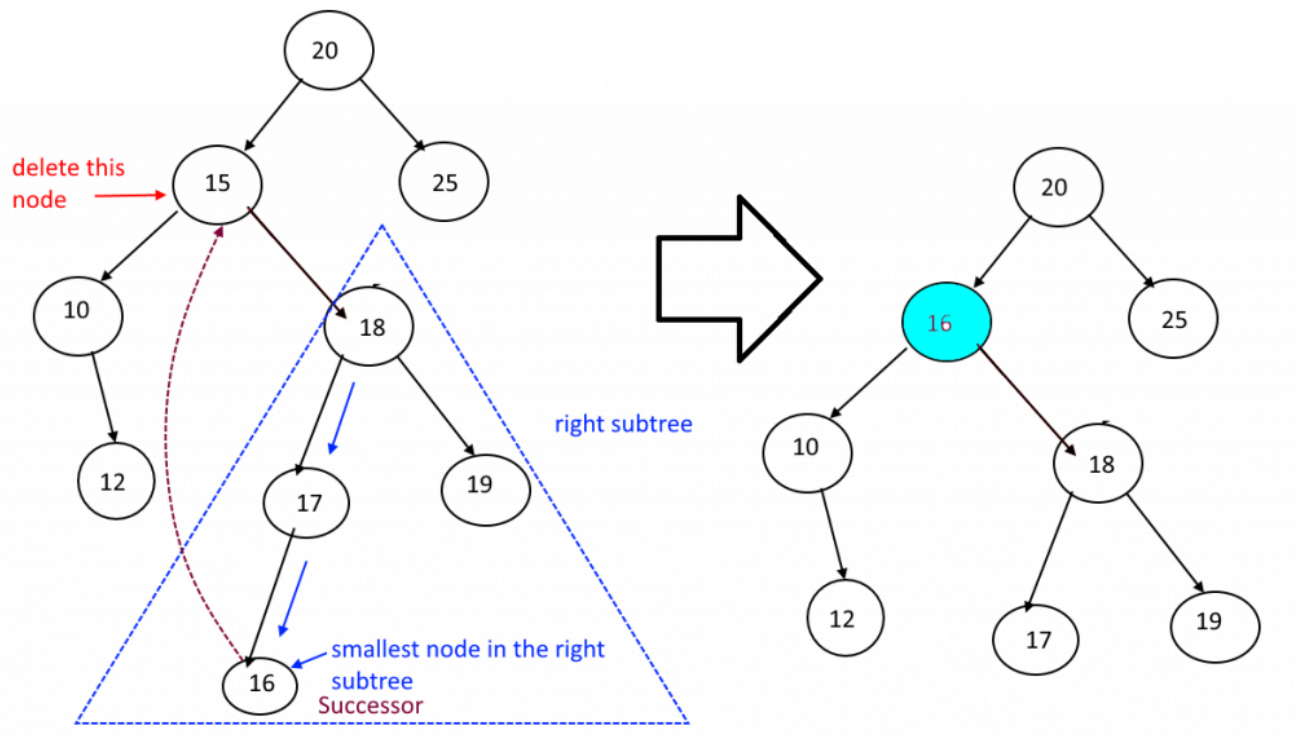 20
delete this
node
15
25
10
18
right subtree
12
17
19
smallest node in the right
subtree
16
Successor
20
16
25
10
18
12
17
19